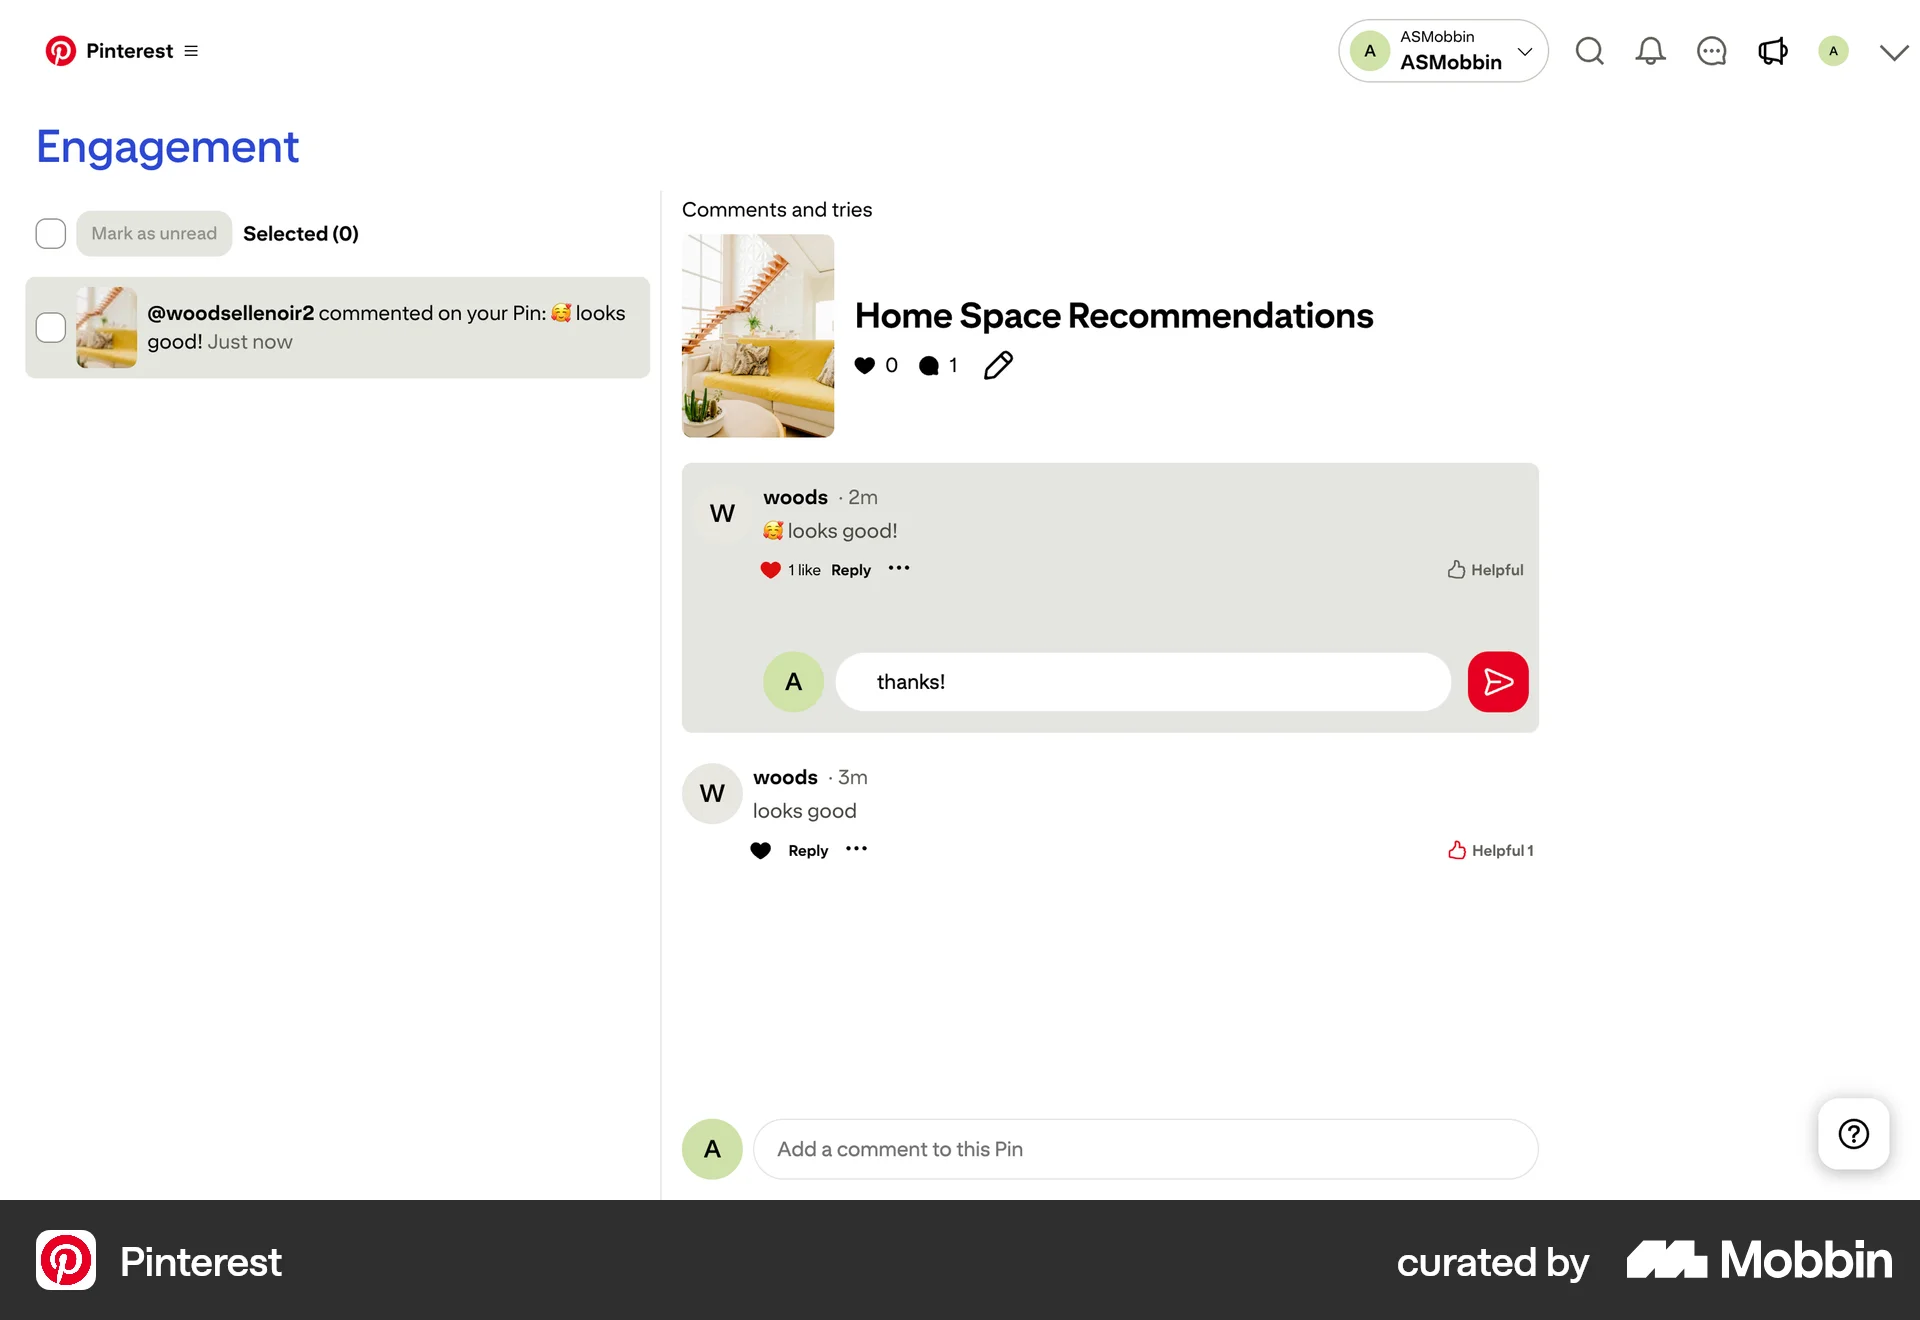 Pinterest
A
ASMobbin
ASMobbin
A
Engagement
Mark as unread
Selected (0)
@woodsellenoir2 commented on your Pin: 🥰 looks
good! Just now
Comments and tries
Home Space Recommendations
0
1
W
woods · 2m
🥰 looks good!
1 like
Reply
Helpful
A
thanks!
W
woods · 3m
looks good
Reply
Helpful 1
A
Add a comment to this Pin
Pinterest
curated by
Mobbin